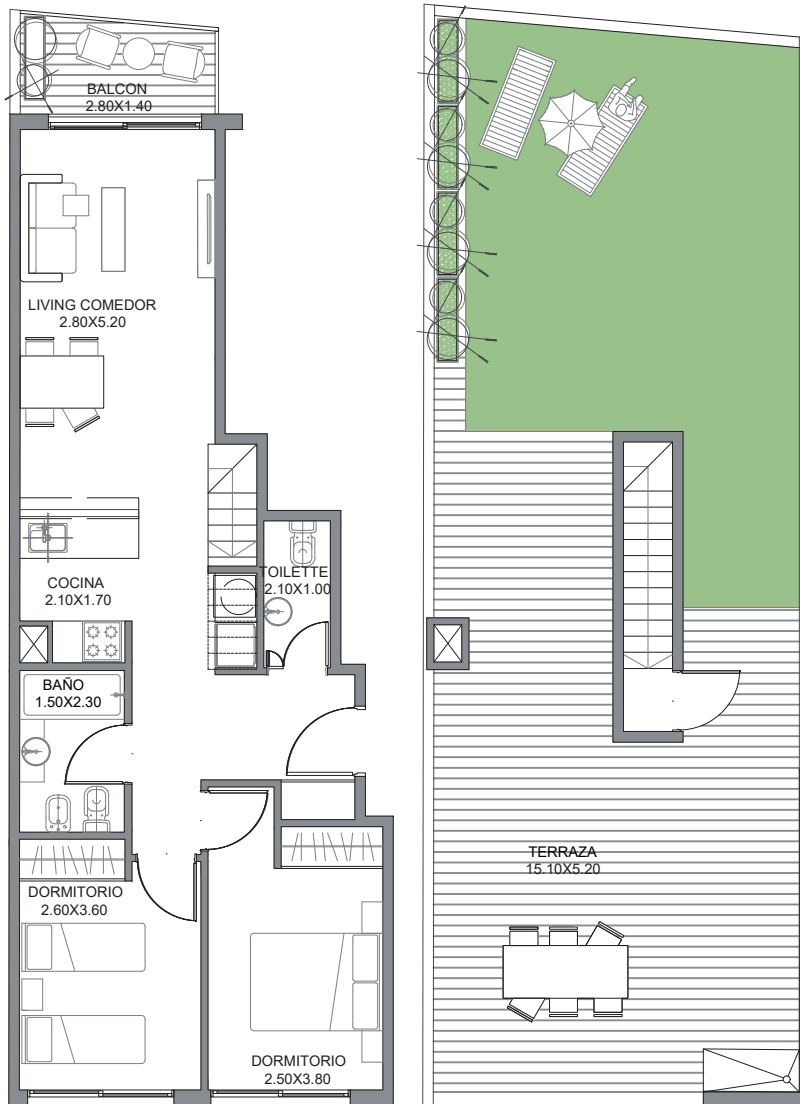 BALCON
2.80X1.40
LIVING COMEDOR
2.80X5.20
COCINA
2.10X1.70
TOILETTE
2.10X1.00
BAÑO
1.50X2.30
DORMITORIO
2.60X3.60
DORMITORIO
2.50X3.80
TERRAZA
15.10X5.20